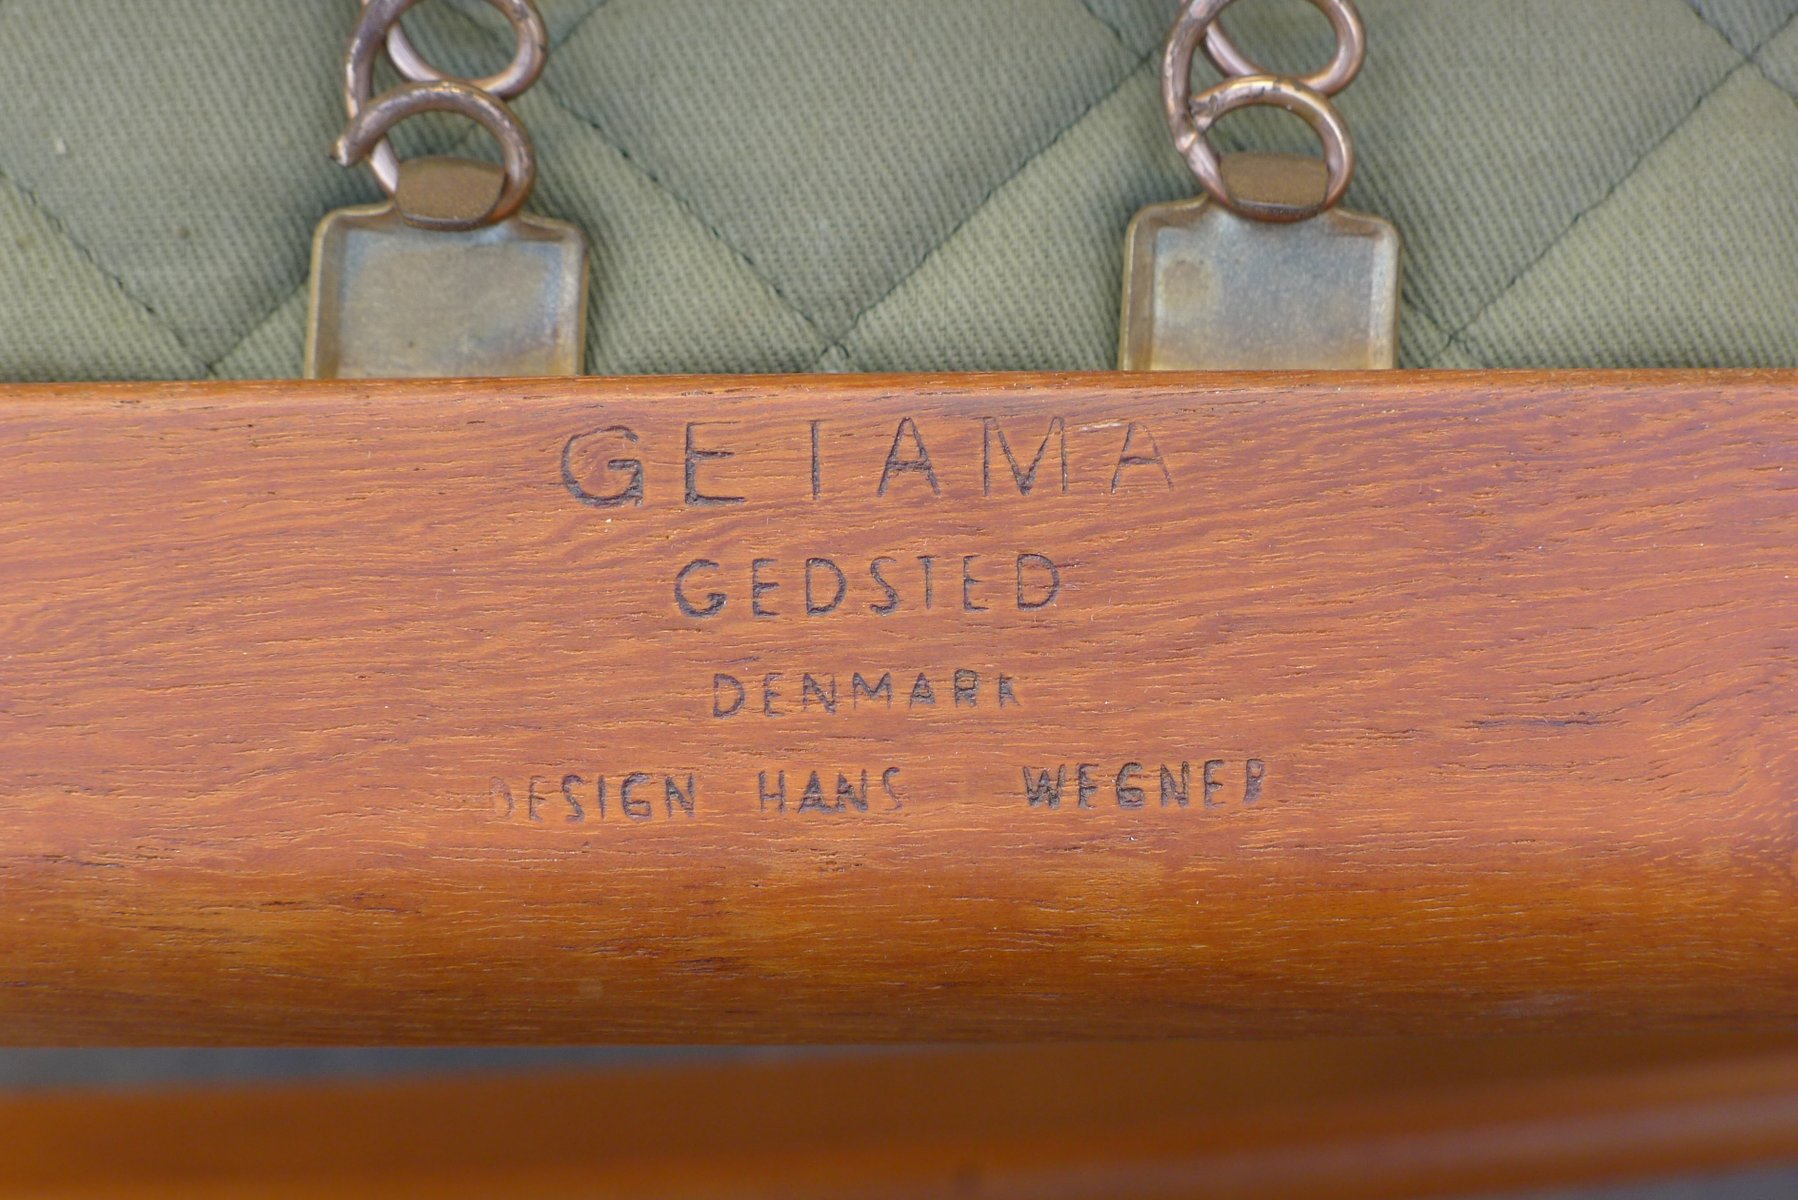 GETAMA
GEDSTED
DENMARK
DESIGN HANS WEGNER